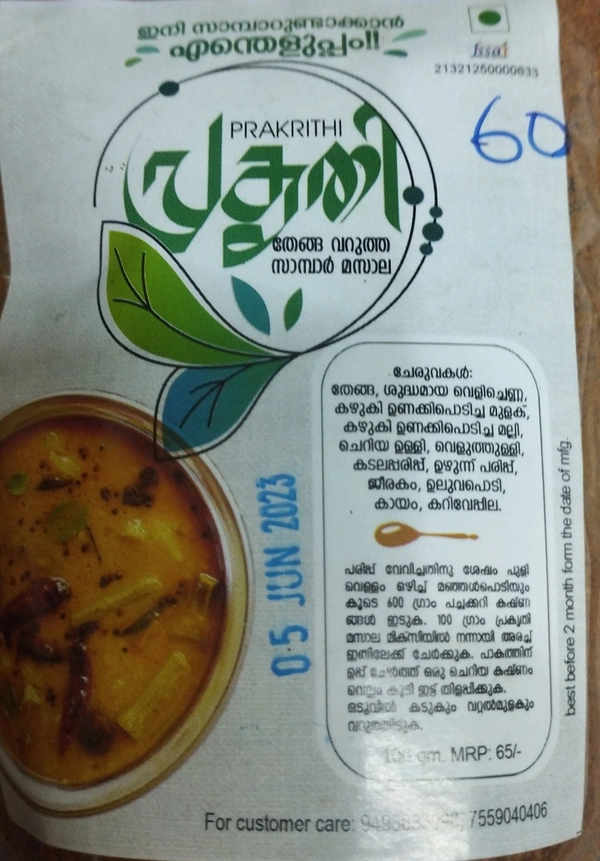 ഇനി സാമ്പാറുണ്ടാക്കാൻ
എന്തെളുപ്പം!!
fssai
21321250000633
60
PRAKRITHI
പ്രകൃതി
തേങ്ങ വറുത്ത
സാമ്പാർ മസാല
ചേരുവകൾ:
തേങ്ങ, ശുദ്ധമായ വെളിച്ചെണ്ണ,
കഴുകി ഉണക്കിപൊടിച്ച മുളക്,
കഴുകി ഉണക്കിപൊടിച്ച മല്ലി,
ചെറിയ ഉള്ളി, വെളുത്തുള്ളി,
കടലപ്പരിപ്പ്, ഉഴുന്ന് പരിപ്പ്,
ജീരകം, ഉലുവപൊടി,
കായം, കറിവേപ്പില.
05 JUN 2023
പരിപ്പ് വേവിച്ചതിനു ശേഷം പുളി
വെള്ളം ഒഴിച്ച് മഞ്ഞൾപൊടിയും
കൂടെ 600 ഗ്രാം പച്ചക്കറി കഷ്ണ
ങ്ങൾ ഇടുക. 100 ഗ്രാം പ്രകൃതി
മസാല മിക്സിയിൽ നന്നായി അരച്ച്
ഇതിലേക്ക് ചേർക്കുക. പാകത്തിന്
ഉപ്പ് ചേർത്ത് ഒരു ചെറിയ കഷ്ണം
വെല്ലം കൂടി ഇട്ട് തിളപ്പിക്കുക.
ഒടുവിൽ കടുകും വറ്റൽമുളകും
വറുത്തിടുക.
gm. MRP: 65/-
best before 2 month form the date of mfg.
For customer care: 7559040406